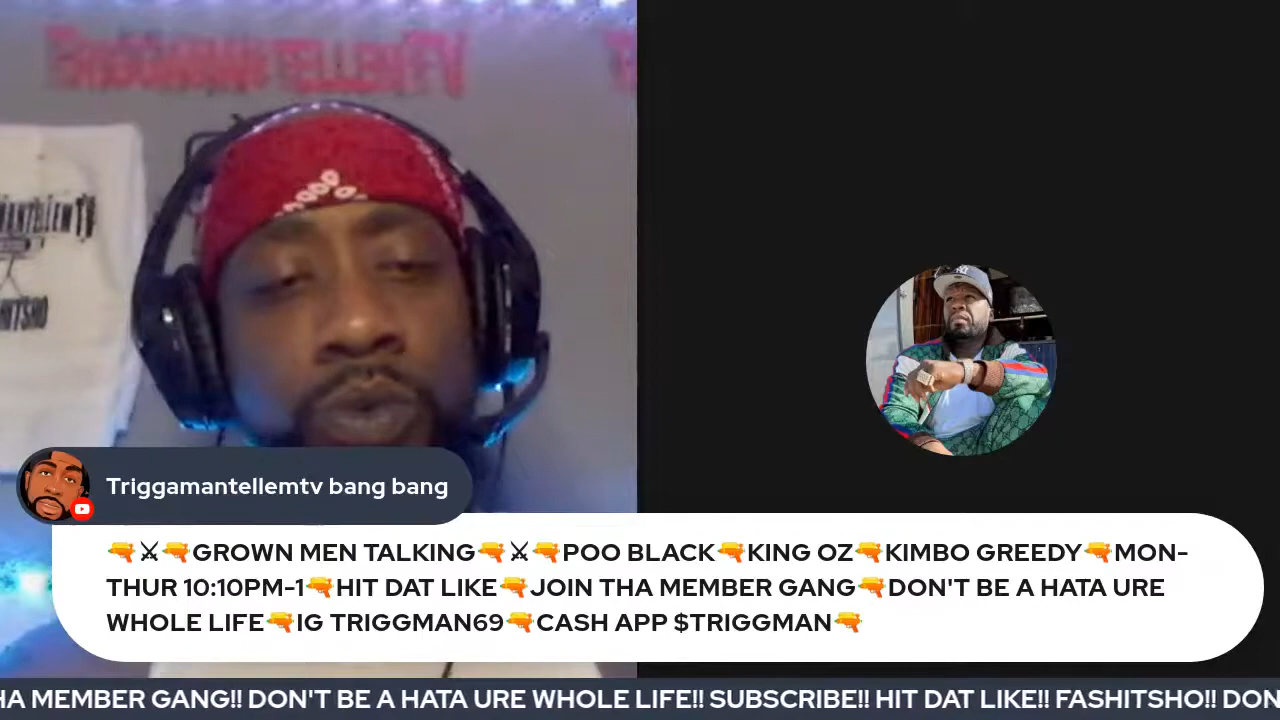 TRIGGAMANTELLEMTV
Triggamantellemtv bang bang
🔫⚔🔫GROWN MEN TALKING🔫⚔🔫POO BLACK🔫KING OZ🔫KIMBO GREEDY🔫MON-
THUR 10:10PM-1🔫HIT DAT LIKE🔫JOIN THA MEMBER GANG🔫DON'T BE A HATA URE
WHOLE LIFE🔫IG TRIGGMAN69🔫CASH APP $TRIGGMAN🔫
HA MEMBER GANG!! DON'T BE A HATA URE WHOLE LIFE!! SUBSCRIBE!! HIT DAT LIKE!! FASHITSHO!! DON